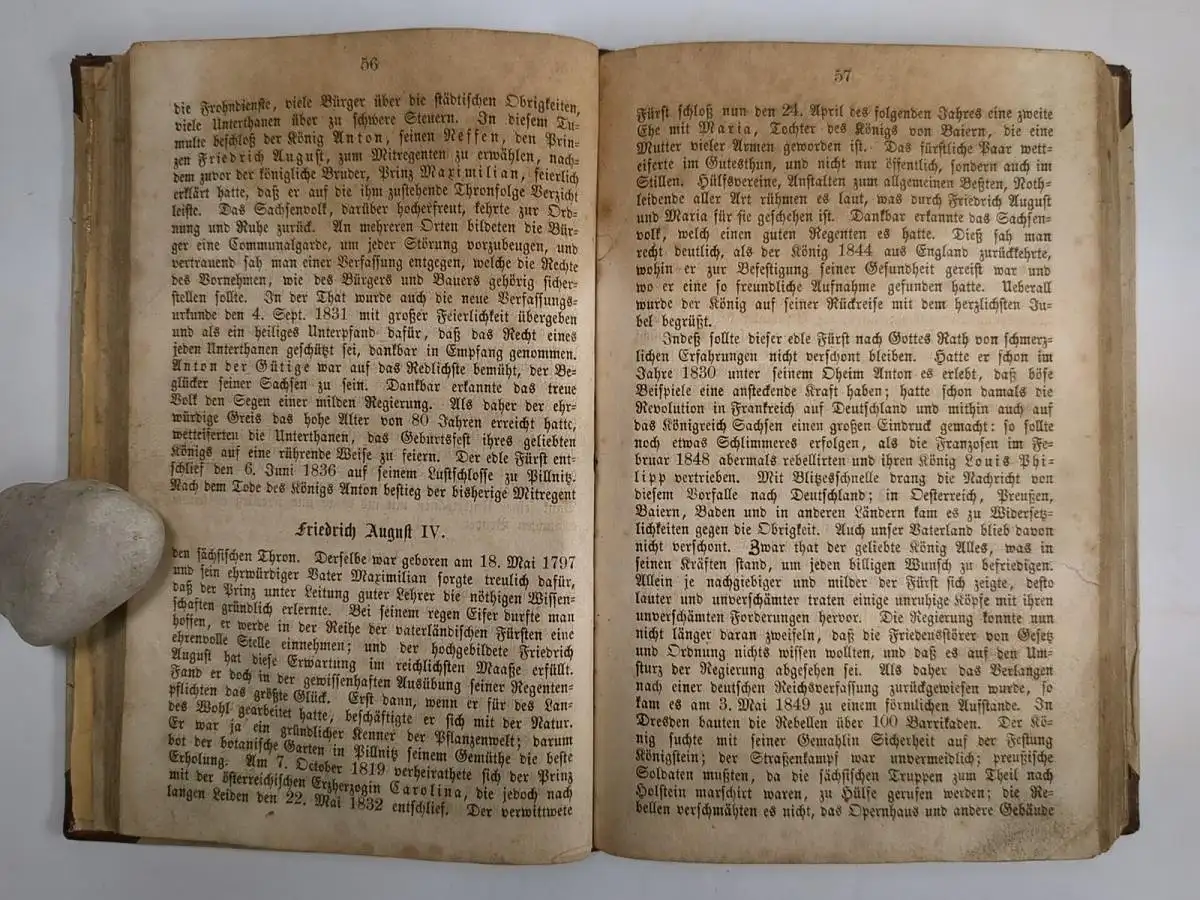 56
die Frohndienste, viele Bürger über die städtischen Obrigkeiten,
viele Unterthanen über zu schwere Steuern. In diesem Tu-
multe beschloß der König Anton, seinen Neffen, den Prin-
zen Friedrich August, zum Mitregenten zu erwählen, nach-
dem zuvor der königliche Bruder, Prinz Maximilian, feierlich
erklärt hatte, daß er auf die ihm zustehende Thronfolge Verzicht
leiste. Das Sachsenvolk, darüber hocherfreut, kehrte zur Ord-
nung und Ruhe zurück. An mehreren Orten bildeten die Bür-
ger eine Communalgarde, um jeder Störung vorzubeugen, und
vertrauend sah man einer Verfassung entgegen, welche die Rechte
des Vornehmen, wie des Bürgers und Bauers gehörig sicher-
stellen sollte. In der That wurde auch die neue Verfassungs-
urkunde den 4. Sept. 1831 mit großer Feierlichkeit übergeben
und als ein heiliges Unterpfand dafür, daß das Recht eines
jeden Unterthanen geschützt sei, dankbar in Empfang genommen.
Anton der Gütige war auf das Redlichste bemüht, der Be-
glücker seiner Sachsen zu sein. Dankbar erkannte das treue
Volk den Segen einer milden Regierung. Als daher der ehr-
würdige Greis das hohe Alter von 80 Jahren erreicht hatte,
wetteiferten die Unterthanen, das Geburtsfest ihres geliebten
Königs auf eine rührende Weise zu feiern. Der edle Fürst ent-
schlief den 6. Juni 1836 auf seinem Lustschlosse zu Pillnitz.
Nach dem Tode des Königs Anton bestieg der bisherige Mitregent
Friedrich August IV.
den sächsischen Thron. Derselbe war geboren am 18. Mai 1797
und sein ehrwürdiger Vater Maximilian sorgte treulich dafür,
daß der Prinz unter Leitung guter Lehrer die nöthigen Wissen-
schaften gründlich erlernte. Bei seinem regen Eifer durfte man
hoffen, er werde in der Reihe der vaterländischen Fürsten eine
ehrenvolle Stelle einnehmen; und der hochgebildete Friedrich
August hat diese Erwartung im reichlichsten Maaße erfüllt.
Fand er doch in der gewissenhaften Ausübung seiner Regenten-
pflichten das größte Glück. Erst dann, wenn er für des Lan-
des Wohl gearbeitet hatte, beschäftigte er sich mit der Natur.
Er war ja ein gründlicher Kenner der Pflanzenwelt; darum
bot der botanische Garten in Pillnitz seinem Gemüthe die beste
Erholung. Am 7. October 1819 verheirathete sich der Prinz
mit der österreichischen Erzherzogin Carolina, die jedoch nach
langen Leiden den 22. Mai 1832 entschlief. Der verwittwete
57
Fürst schloß nun den 24. April des folgenden Jahres eine zweite
Ehe mit Maria, Tochter des Königs von Baiern, die eine
Mutter vieler Armen geworden ist. Das fürstliche Paar wett-
eiferte im Gutesthun, und nicht nur öffentlich, sondern auch im
Stillen. Hülfsvereine, Anstalten zum allgemeinen Beßten, Noth-
leidende aller Art rühmen es laut, was durch Friedrich August
und Maria für sie geschehen ist. Dankbar erkannte das Sachsen-
volk, welch einen guten Regenten es hatte. Dieß sah man
recht deutlich, als der König 1844 aus England zurückkehrte,
wohin er zur Befestigung seiner Gesundheit gereist war und
wo er eine so freundliche Aufnahme gefunden hatte. Ueberall
wurde der König auf seiner Rückreise mit dem herzlichsten Ju-
bel begrüßt.
Indeß sollte dieser edle Fürst nach Gottes Rath von schmerz-
lichen Erfahrungen nicht verschont bleiben. Hatte er schon im
Jahre 1830 unter seinem Oheim Anton es erlebt, daß böse
Beispiele eine ansteckende Kraft haben; hatte schon damals die
Revolution in Frankreich auf Deutschland und mithin auch auf
das Königreich Sachsen einen großen Eindruck gemacht: so sollte
noch etwas Schlimmeres erfolgen, als die Franzosen im Fe-
bruar 1848 abermals rebellirten und ihren König Louis Phi-
lipp vertrieben. Mit Blitzesschnelle drang die Nachricht von
diesem Vorfalle nach Deutschland; in Oesterreich, Preußen,
Baiern, Baden und in anderen Ländern kam es zu Widersetz-
lichkeiten gegen die Obrigkeit. Auch unser Vaterland blieb davon
nicht verschont. Zwar that der geliebte König Alles, was in
seinen Kräften stand, um jeden billigen Wunsch zu befriedigen.
Allein je nachgiebiger und milder der Fürst sich zeigte, desto
lauter und unverschämter traten einige unruhige Köpfe mit ihren
unverschämten Forderungen hervor. Die Regierung konnte nun
nicht länger daran zweifeln, daß die Friedensstörer von Gesetz
und Ordnung nichts wissen wollten, und daß es auf den Um-
sturz der Regierung abgesehen sei. Als daher das Verlangen
nach einer deutschen Reichsverfassung zurückgewiesen wurde, so
kam es am 3. Mai 1849 zu einem förmlichen Aufstande. In
Dresden bauten die Rebellen über 100 Barrikaden. Der Kö-
nig suchte mit seiner Gemahlin Sicherheit auf der Festung
Königstein; der Straßenkampf war unvermeidlich; preußische
Soldaten mußten, da die sächsischen Truppen zum Theil nach
Holstein marschirt waren, zu Hülfe gerufen werden; die Re-
bellen verschmähten es nicht, das Opernhaus und andere Gebäude